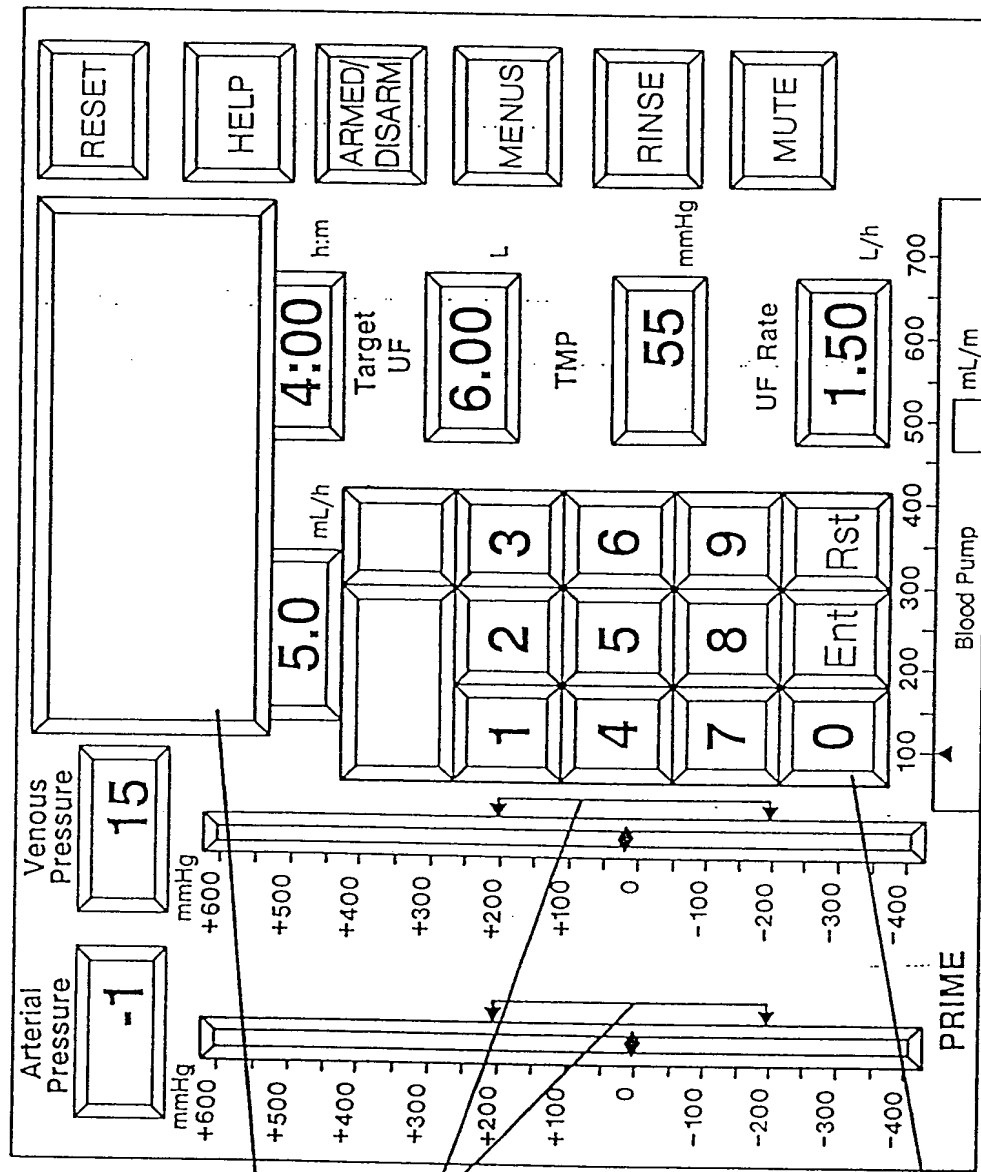 Arterial
Pressure
-1
mmHg
+600
+500
+400
+300
+200
+100
0
-100
-200
-300
-400
Venous
Pressure
15
mmHg
+600
+500
+400
+300
+200
+100
0
-100
-200
-300
-400
PRIME
5.0
mL/h
4:00
h:m
Target
UF
6.00
L
TMP
55
mmHg
UF Rate
1.50
L/h
1 2 3
4 5 6
7 8 9
0 Ent Rst
100 200 300 400 500 600 700
Blood Pump
mL/m
RESET
HELP
ARMED/
DISARM
MENUS
RINSE
MUTE